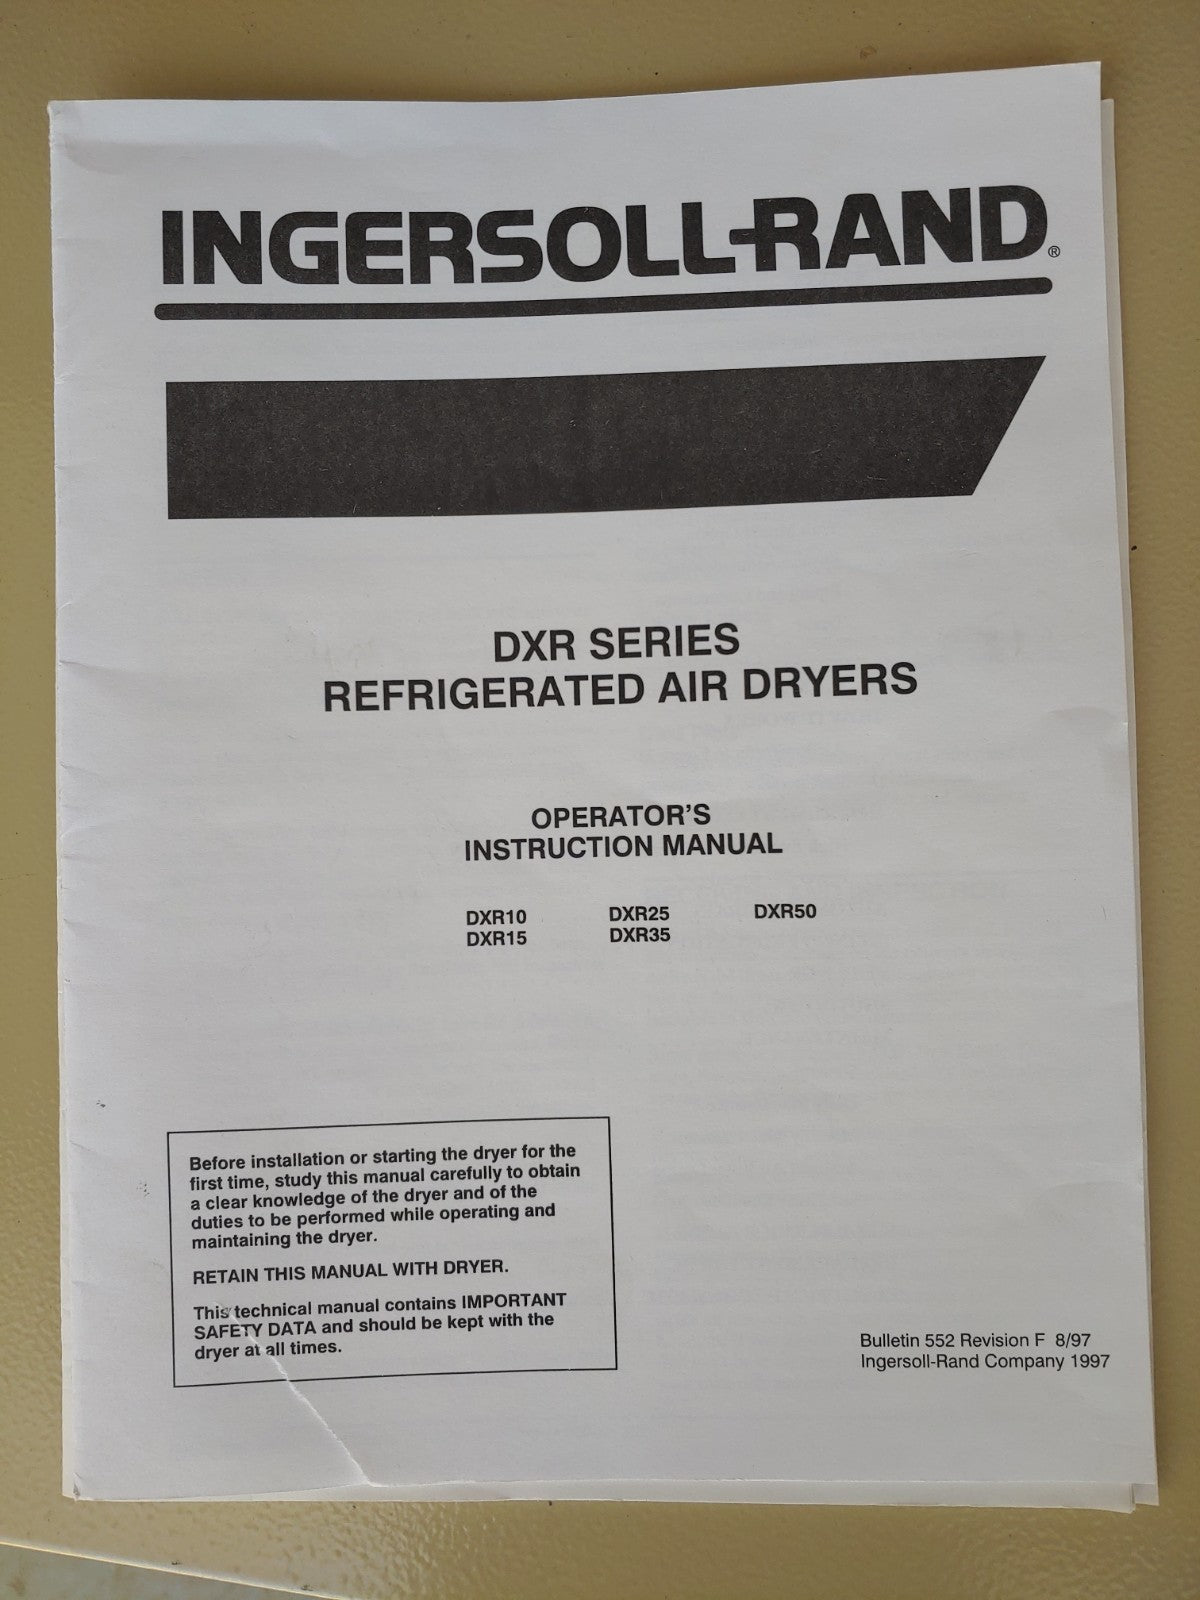 INGERSOLL-RAND®
DXR SERIES
REFRIGERATED AIR DRYERS
OPERATOR'S
INSTRUCTION MANUAL
DXR10 DXR25 DXR50
DXR15 DXR35
Before installation or starting the dryer for the
first time, study this manual carefully to obtain
a clear knowledge of the dryer and of the
duties to be performed while operating and
maintaining the dryer.
RETAIN THIS MANUAL WITH DRYER.
This technical manual contains IMPORTANT
SAFETY DATA and should be kept with the
dryer at all times.
Bulletin 552 Revision F 8/97
Ingersoll-Rand Company 1997